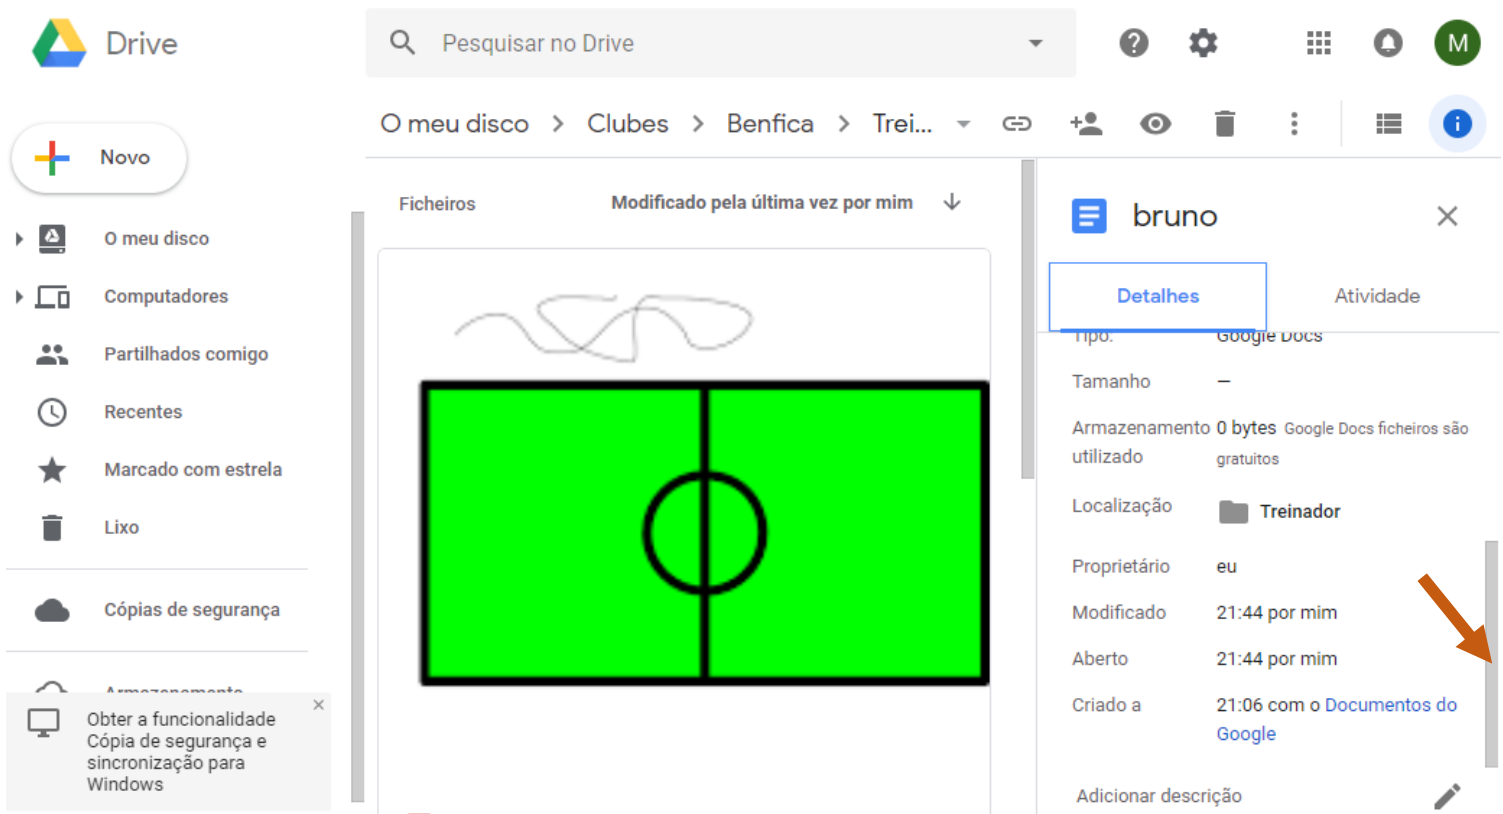 Drive
Pesquisar no Drive
M
O meu disco > Clubes > Benfica > Trei...
Novo
O meu disco
Computadores
Partilhados comigo
Recentes
Marcado com estrela
Lixo
Cópias de segurança
Armazenamento
Obter a funcionalidade
Cópia de segurança e
sincronização para
Windows
Ficheiros
Modificado pela última vez por mim
bruno
Detalhes
Atividade
Tipo: Google Docs
Tamanho —
Armazenamento 0 bytes Google Docs ficheiros são
utilizado gratuitos
Localização Treinador
Proprietário eu
Modificado 21:44 por mim
Aberto 21:44 por mim
Criado a 21:06 com o Documentos do
Google
Adicionar descrição